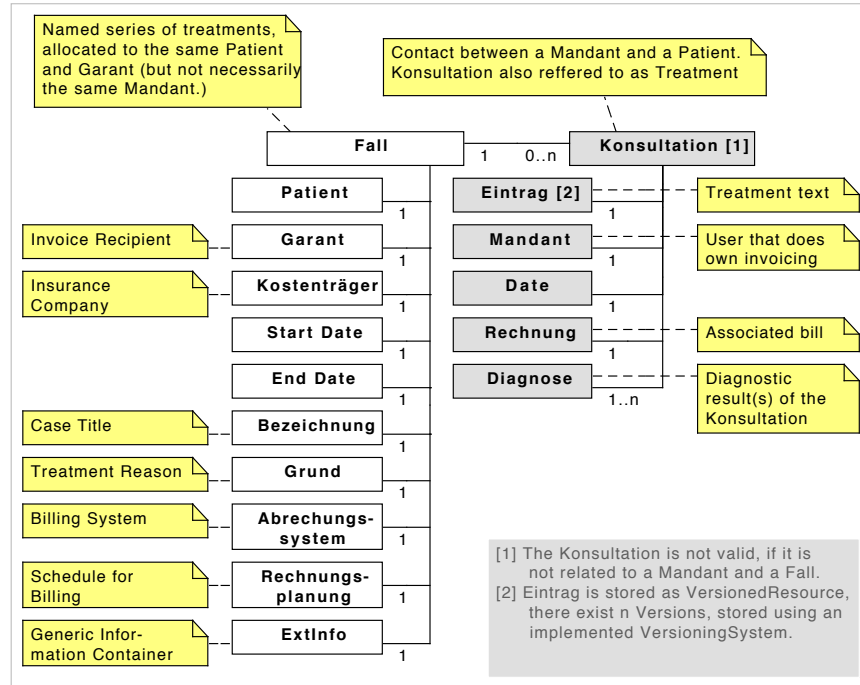 Named series of treatments,
allocated to the same Patient
and Garant (but not necessarily
the same Mandant.)
Contact between a Mandant and a Patient.
Konsultation also reffered to as Treatment
Fall
1
0..n
Konsultation [1]
Patient
1
Eintrag [2]
1
Treatment text
Invoice Recipient
Garant
1
Mandant
1
User that does
own invoicing
Insurance
Company
Kostenträger
1
Date
1
Start Date
1
Rechnung
1
Associated bill
End Date
1
Diagnose
1..n
Diagnostic
result(s) of the
Konsultation
Case Title
Bezeichnung
1
Treatment Reason
Grund
1
Billing System
Abrechungs-
system
1
Schedule for
Billing
Rechnungs-
planung
1
Generic Infor-
mation Container
ExtInfo
1
[1] The Konsultation is not valid, if it is
not related to a Mandant and a Fall.
[2] Eintrag is stored as VersionedResource,
there exist n Versions, stored using an
implemented VersioningSystem.